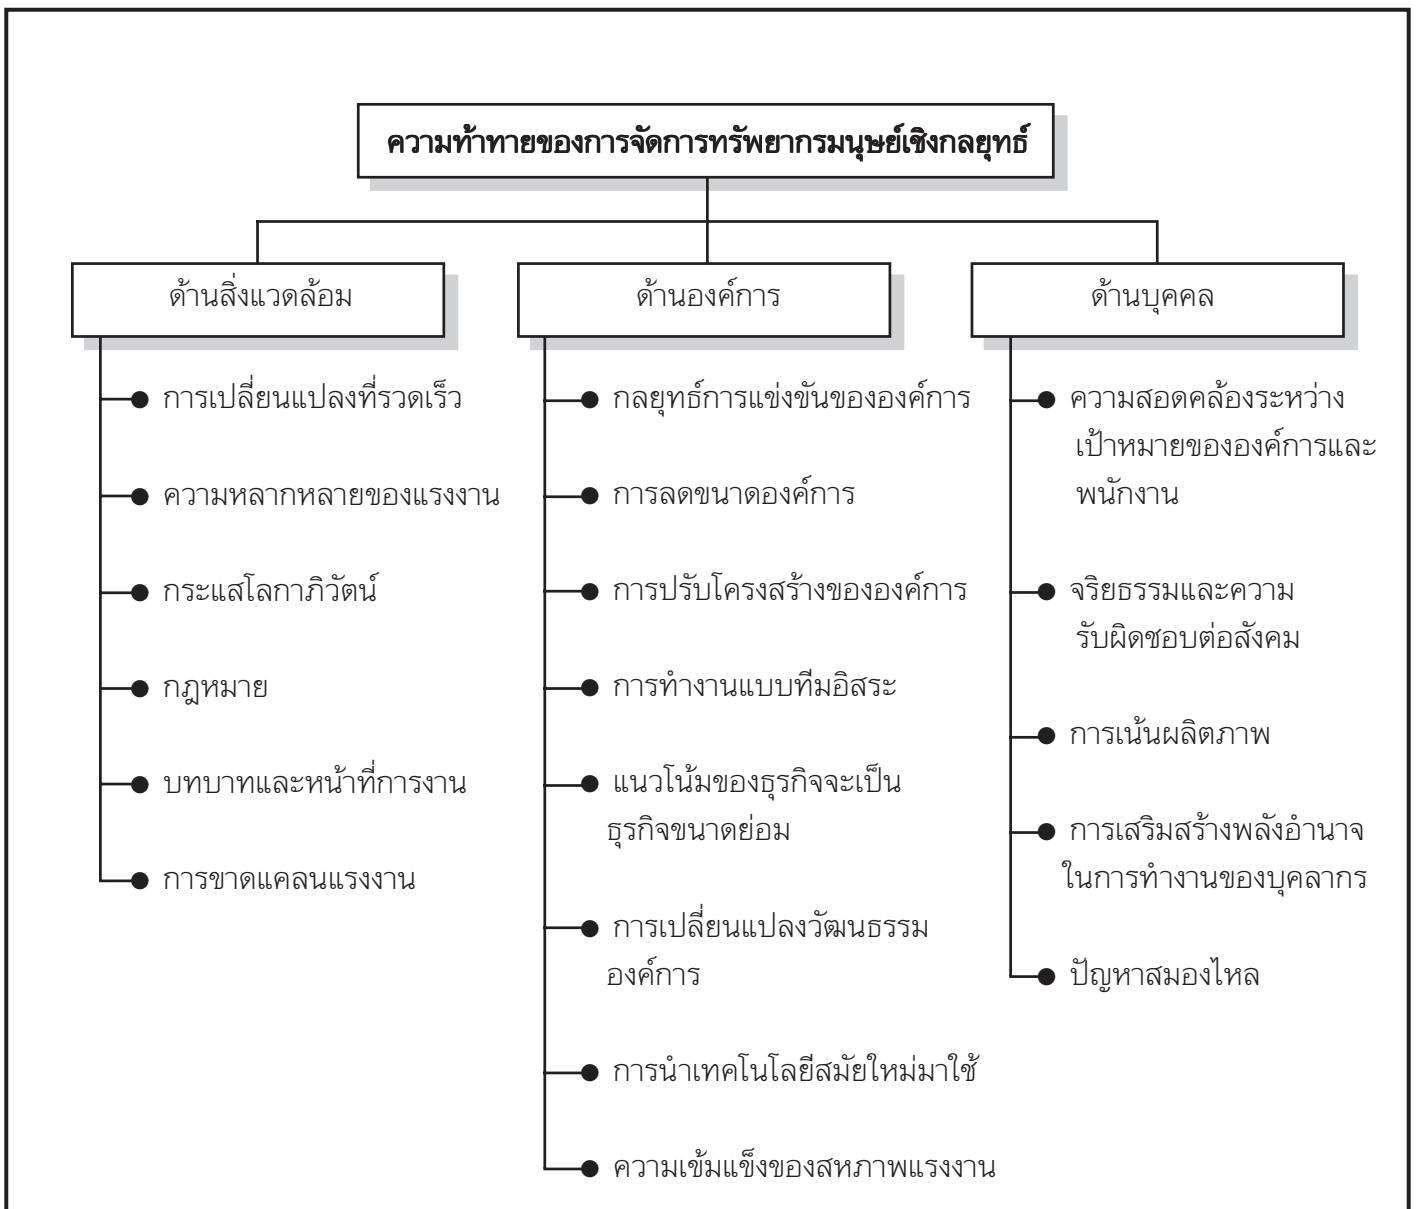 ความท้าทายของการจัดการทรัพยากรมนุษย์เชิงกลยุทธ์
ด้านสิ่งแวดล้อม
การเปลี่ยนแปลงที่รวดเร็ว
ความหลากหลายของแรงงาน
กระแสโลกาภิวัตน์
กฎหมาย
บทบาทและหน้าที่การงาน
การขาดแคลนแรงงาน
ด้านองค์การ
กลยุทธ์การแข่งขันขององค์การ
การลดขนาดองค์การ
การปรับโครงสร้างขององค์การ
การทำงานแบบทีมอิสระ
แนวโน้มของธุรกิจจะเป็น
ธุรกิจขนาดย่อม
การเปลี่ยนแปลงวัฒนธรรม
องค์การ
การนำเทคโนโลยีสมัยใหม่มาใช้
ความเข้มแข็งของสหภาพแรงงาน
ด้านบุคคล
ความสอดคล้องระหว่าง
เป้าหมายขององค์การและ
พนักงาน
จริยธรรมและความ
รับผิดชอบต่อสังคม
การเน้นผลิตภาพ
การเสริมสร้างพลังอำนาจ
ในการทำงานของบุคลากร
ปัญหาสมองไหล